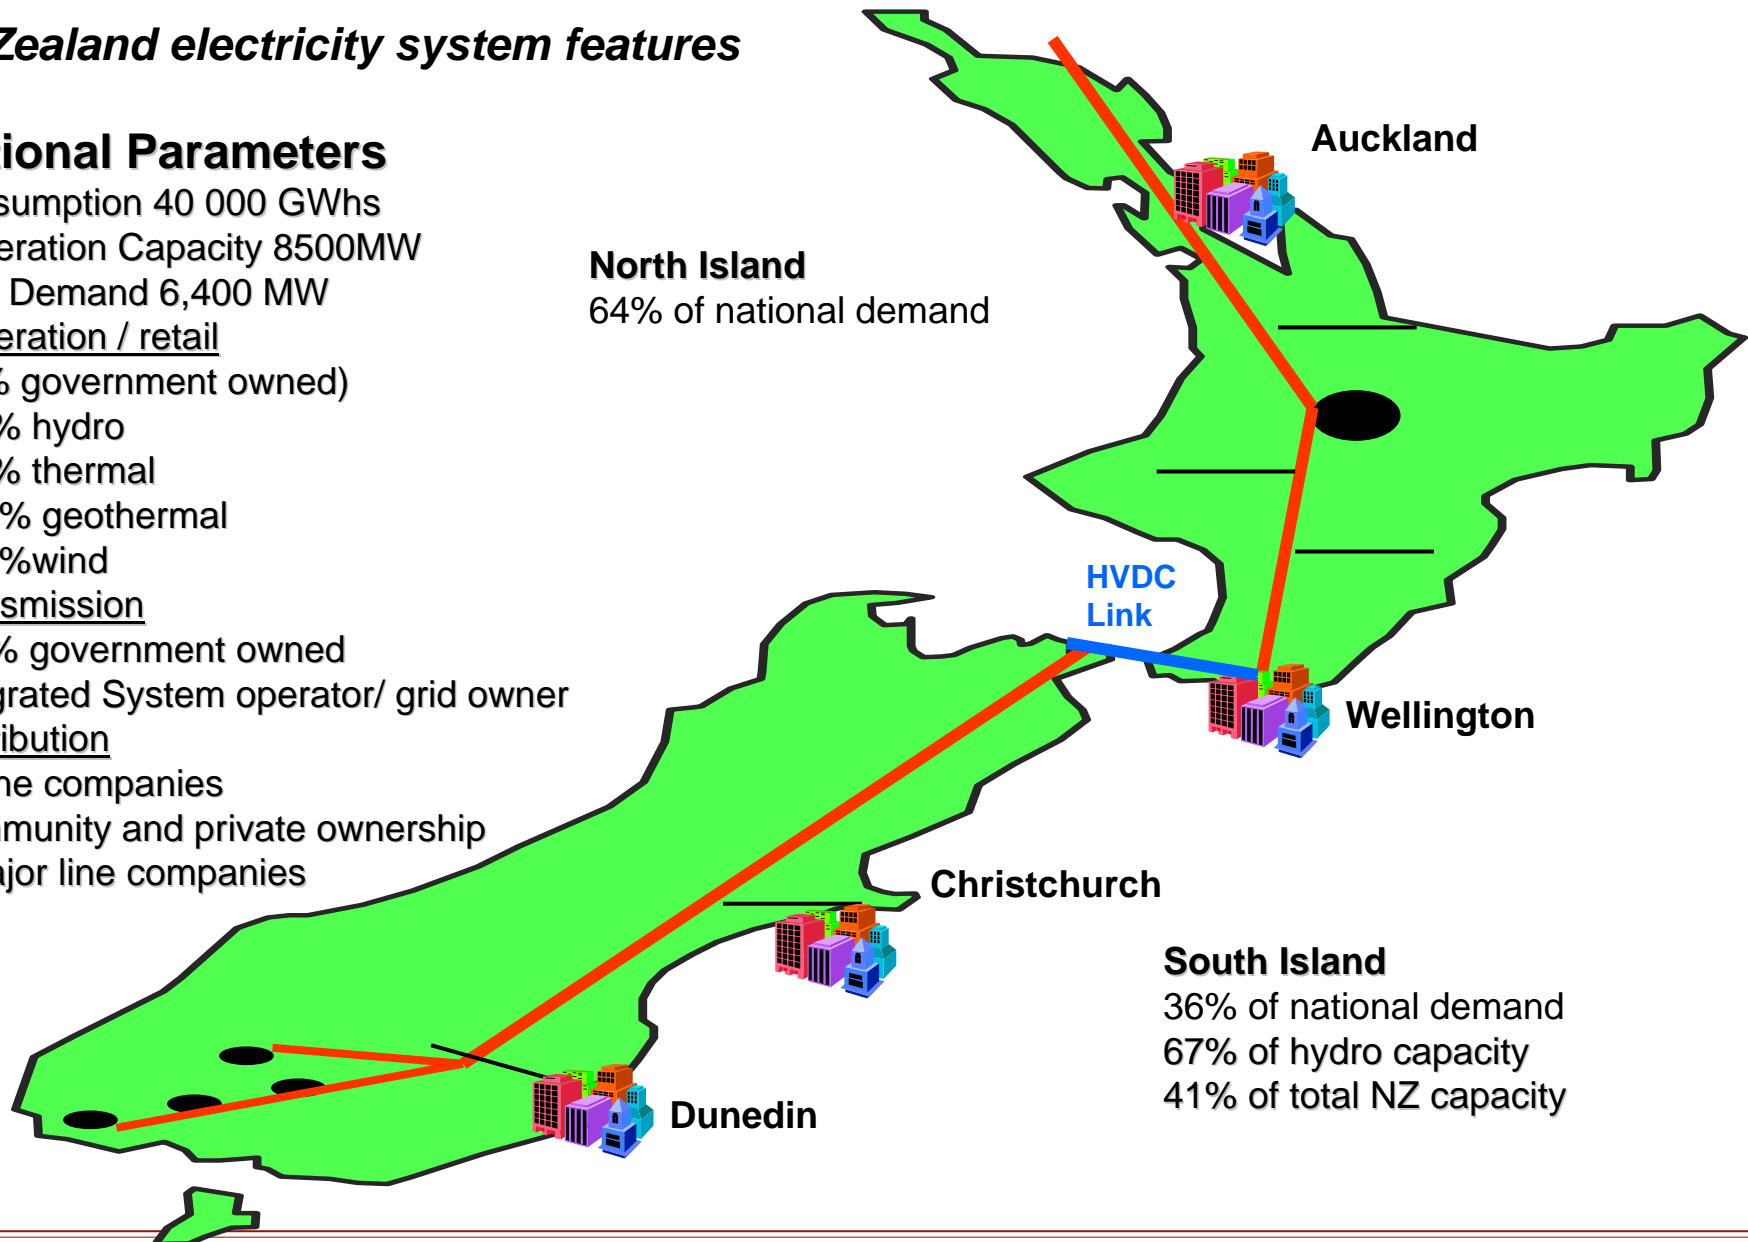 Zealand electricity system features
tional Parameters
sumption 40 000 GWhs
eration Capacity 8500MW
Demand 6,400 MW
eration / retail
% government owned)
% hydro
% thermal
% geothermal
%wind
smission
% government owned
grated System operator/ grid owner
ribution
ne companies
mmunity and private ownership
ajor line companies
North Island
64% of national demand
Auckland
HVDC
Link
Wellington
Christchurch
South Island
36% of national demand
67% of hydro capacity
41% of total NZ capacity
Dunedin